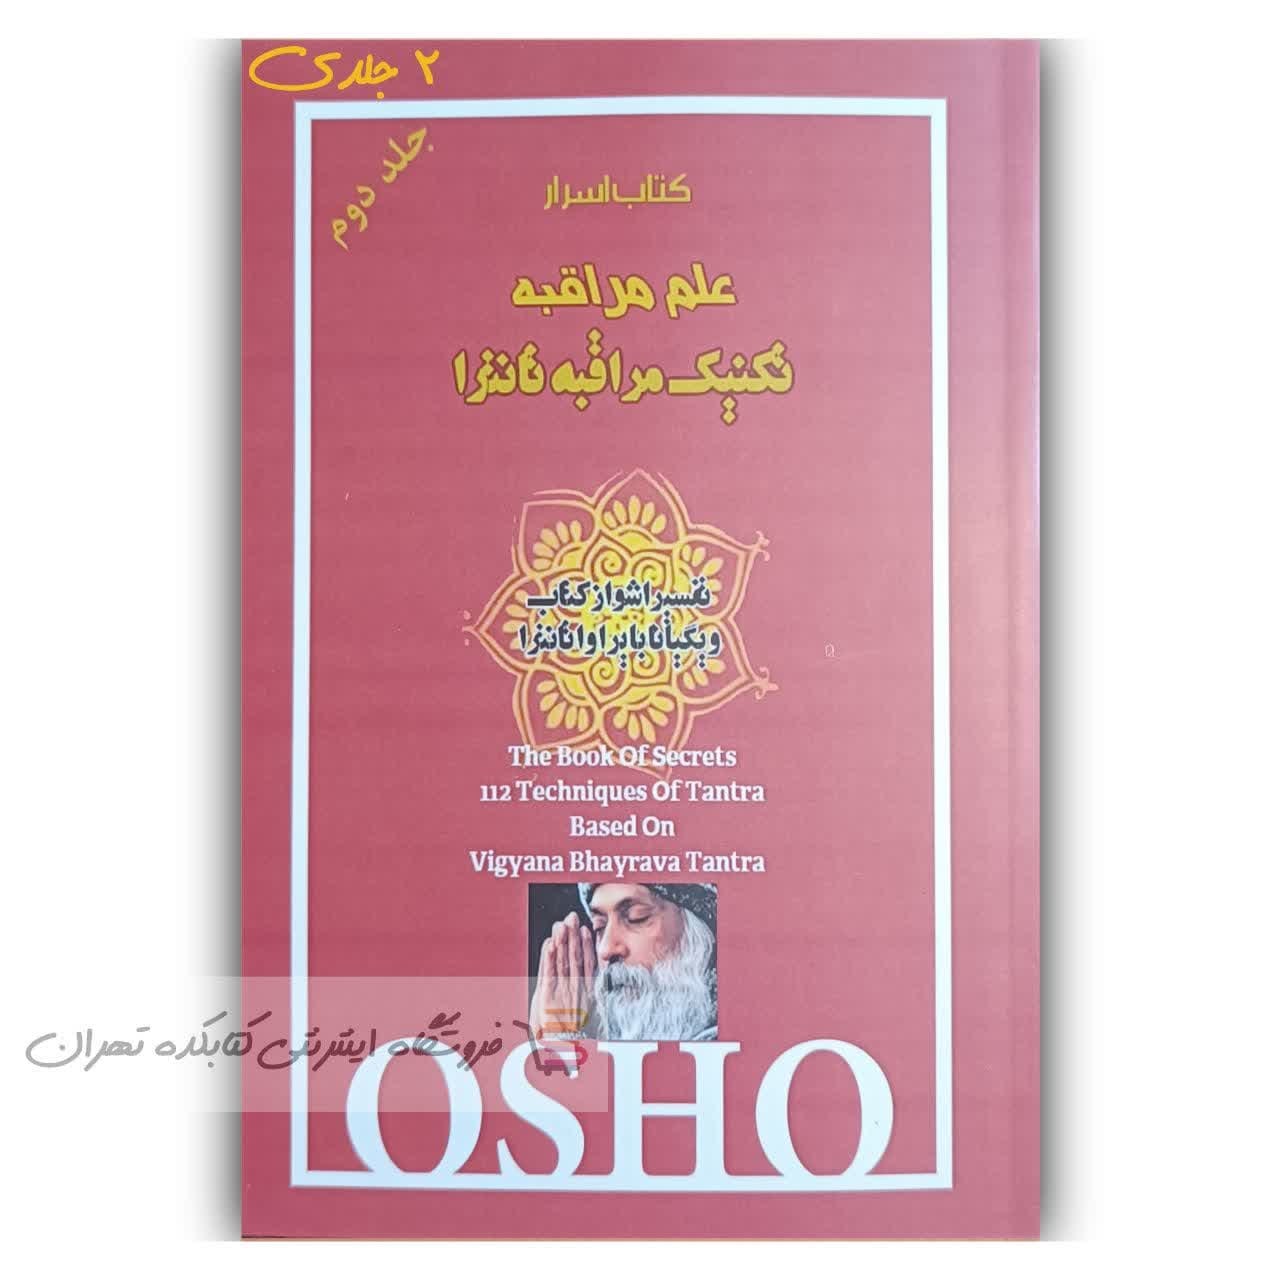 ۲ جلدی
جلد دوم
کتاب اسرار
علم مراقبه
تکنیک مراقبه تانترا
تفسیر اشو از کتاب
ویگیانا بایراوا تانترا
The Book Of Secrets
112 Techniques Of Tantra
Based On
Vigyana Bhayrava Tantra
فروشگاه اینترنتی کتابکده تهران
OSHO